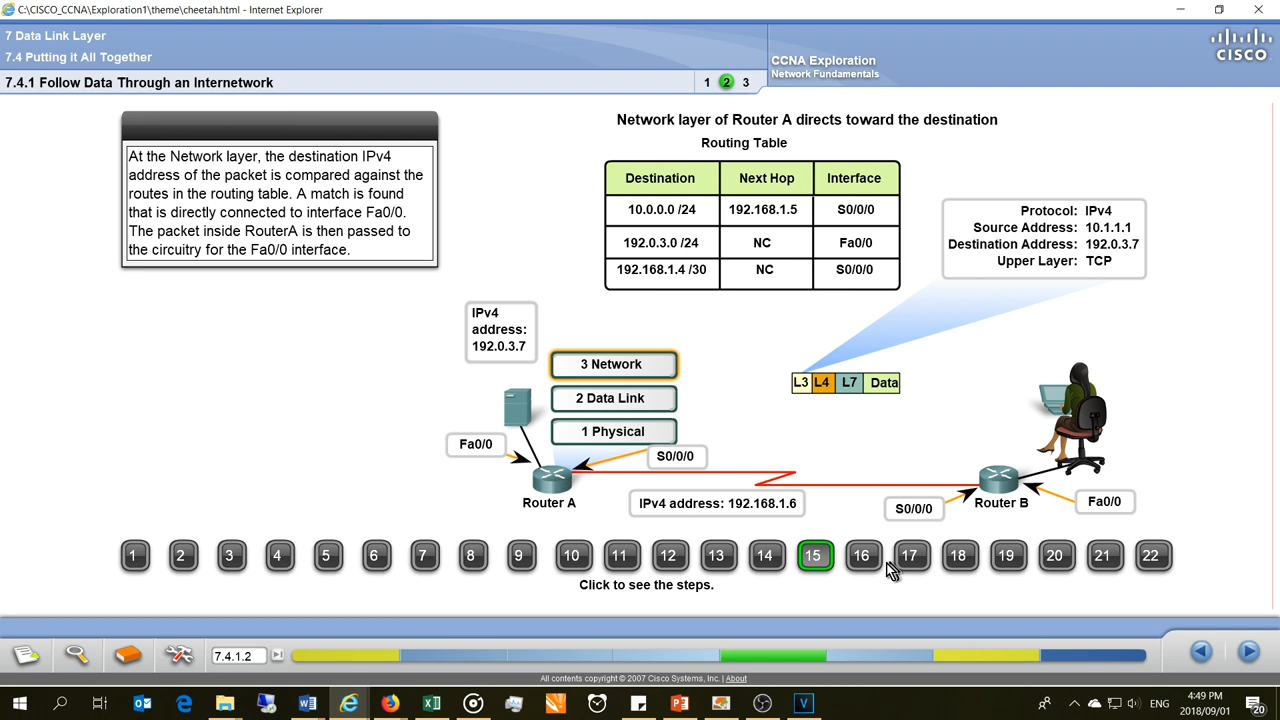 C:\CISCO_CCNA\Exploration1\theme\cheetah.html - Internet Explorer
7 Data Link Layer
7.4 Putting it All Together
7.4.1 Follow Data Through an Internetwork
1 2 3
CCNA Exploration
Network Fundamentals
CISCO
At the Network layer, the destination IPv4
address of the packet is compared against the
routes in the routing table. A match is found
that is directly connected to interface Fa0/0.
The packet inside RouterA is then passed to
the circuitry for the Fa0/0 interface.
Network layer of Router A directs toward the destination
Routing Table
Destination Next Hop Interface
10.0.0.0 /24 192.168.1.5 S0/0/0
192.0.3.0 /24 NC Fa0/0
192.168.1.4 /30 NC S0/0/0
Protocol: IPv4
Source Address: 10.1.1.1
Destination Address: 192.0.3.7
Upper Layer: TCP
IPv4
address:
192.0.3.7
3 Network
2 Data Link
1 Physical
L3 L4 L7 Data
Fa0/0
S0/0/0
Router A
IPv4 address: 192.168.1.6
S0/0/0
Router B
Fa0/0
1 2 3 4 5 6 7 8 9 10 11 12 13 14 15 16 17 18 19 20 21 22
Click to see the steps.
7.4.1.2
All contents copyright © 2007 Cisco Systems, Inc. | About
4:49 PM
ENG
2018/09/01
20